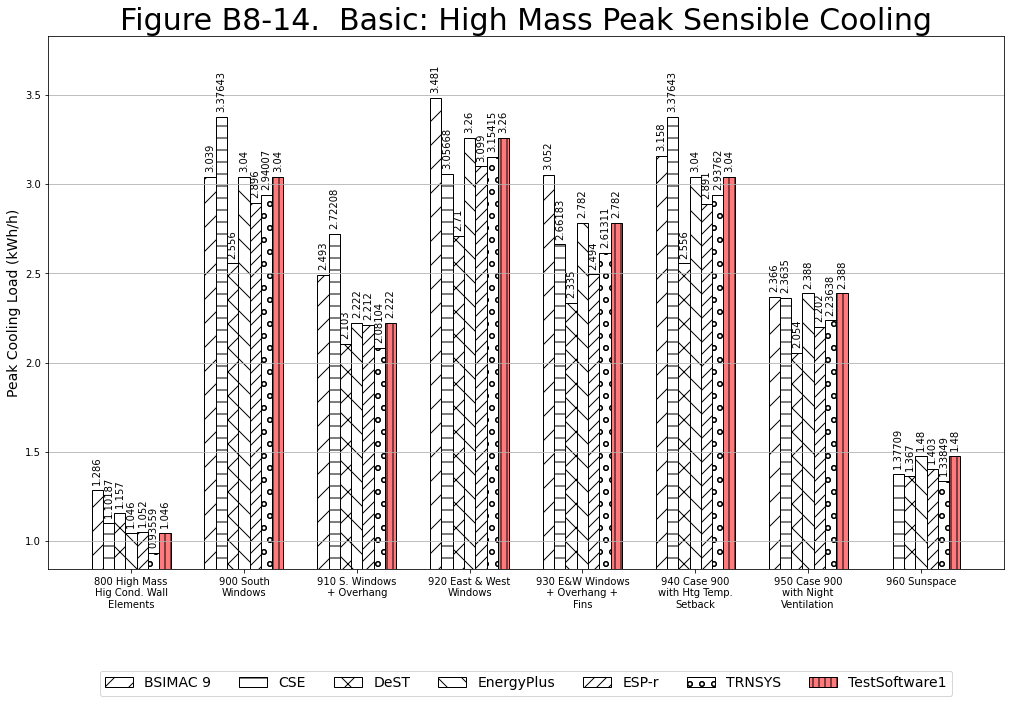 Figure B8-14.  Basic: High Mass Peak Sensible Cooling
Peak Cooling Load (kWh/h)
3.5
3.0
2.5
2.0
1.5
1.0
1.286
1.10187
1.157
1.046
1.052
0.93559
1.046
3.039
3.37643
2.556
3.04
2.896
2.94007
3.04
2.493
2.72208
2.103
2.222
2.212
2.08104
2.222
3.481
3.05668
2.71
3.26
3.099
3.15415
3.26
3.052
2.66183
2.335
2.782
2.494
2.61311
2.782
3.158
3.37643
2.556
3.04
2.891
2.93762
3.04
2.366
2.3635
2.054
2.388
2.202
2.23638
2.388
1.37709
1.367
1.48
1.403
1.33849
1.48
800 High Mass
Hig Cond. Wall
Elements
900 South
Windows
910 S. Windows
+ Overhang
920 East & West
Windows
930 E&W Windows
+ Overhang +
Fins
940 Case 900
with Htg Temp.
Setback
950 Case 900
with Night
Ventilation
960 Sunspace
BSIMAC 9
CSE
DeST
EnergyPlus
ESP-r
TRNSYS
TestSoftware1